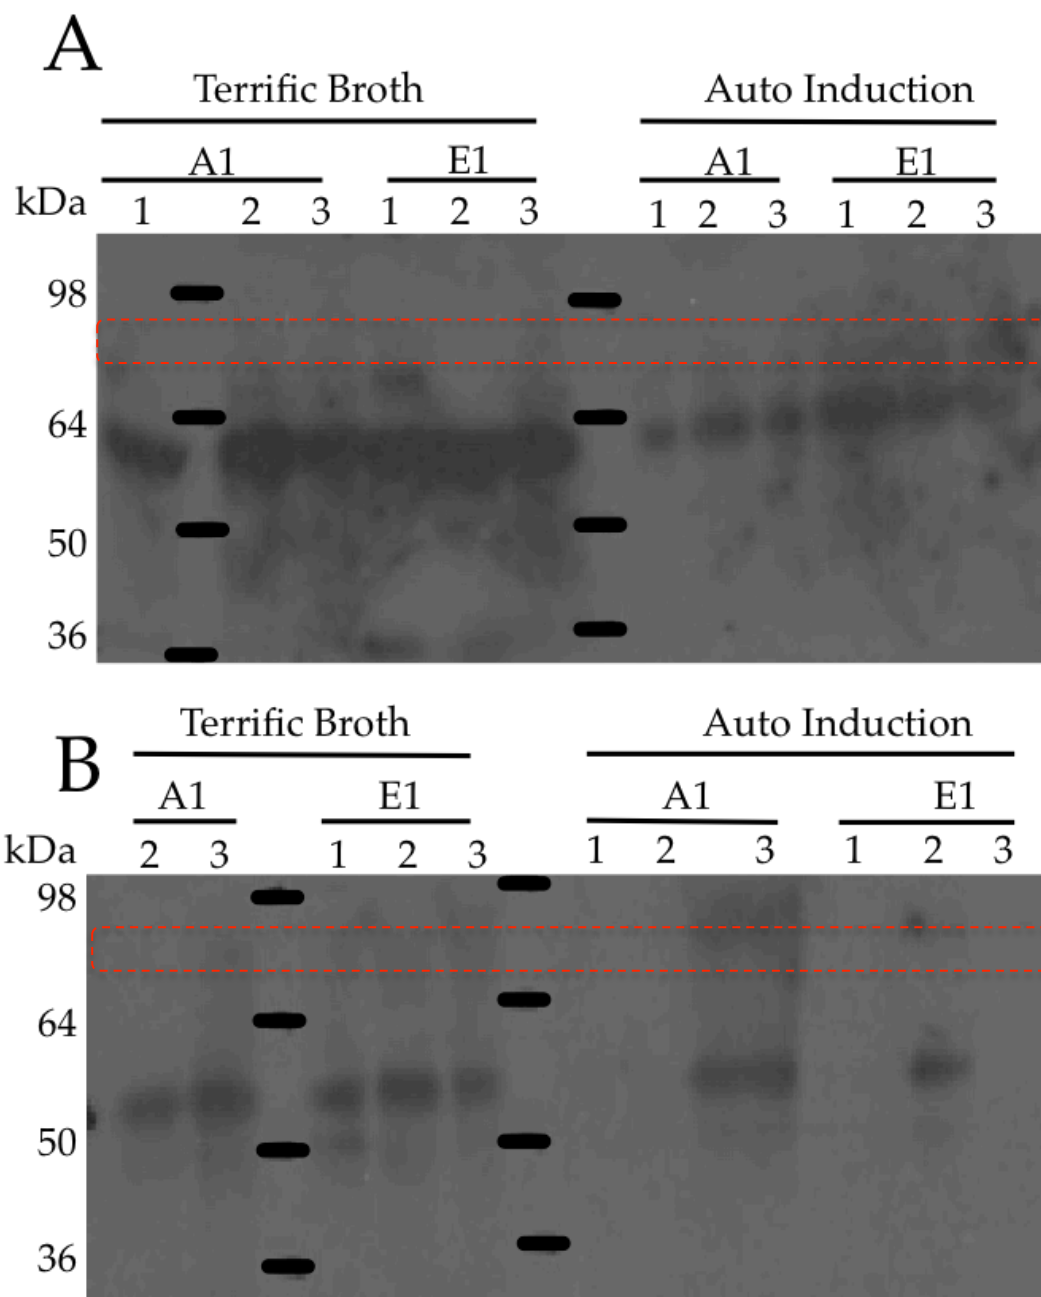 A
Terrific Broth Auto Induction
A1 E1 A1 E1
kDa 1 2 3 1 2 3 1 2 3 1 2 3
98
64
50
36
B
Terrific Broth Auto Induction
A1 E1 A1 E1
kDa 2 3 1 2 3 1 2 3 1 2 3
98
64
50
36